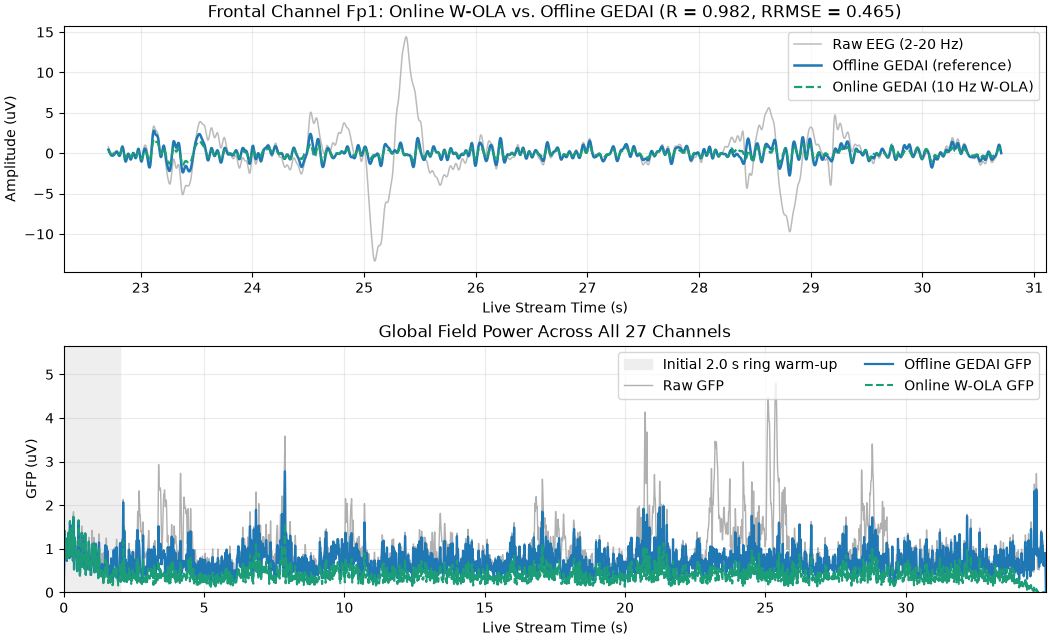 Frontal Channel Fp1: Online W-OLA vs. Offline GEDAI (R = 0.982, RRMSE = 0.465)
15
10
5
0
−5
−10
Amplitude (uV)
Raw EEG (2-20 Hz)
Offline GEDAI (reference)
Online GEDAI (10 Hz W-OLA)
23 24 25 26 27 28 29 30 31
Live Stream Time (s)
Global Field Power Across All 27 Channels
5
4
3
2
1
0
GFP (uV)
Initial 2.0 s ring warm-up
Raw GFP
Offline GEDAI GFP
Online W-OLA GFP
0 5 10 15 20 25 30
Live Stream Time (s)